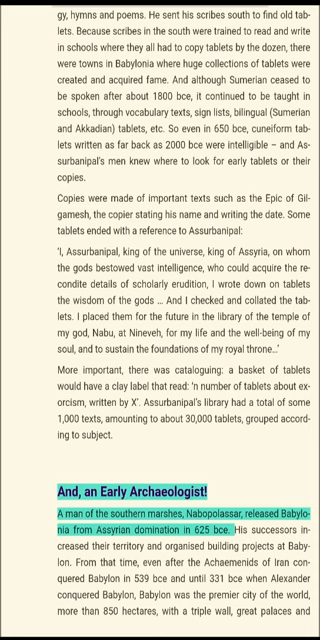 gy, hymns and poems. He sent his scribes south to find old tab-
lets. Because scribes in the south were trained to read and write
in schools where they all had to copy tablets by the dozen, there
were towns in Babylonia where huge collections of tablets were
created and acquired fame. And although Sumerian ceased to
be spoken after about 1800 bce, it continued to be taught in
schools, through vocabulary texts, sign lists, bilingual (Sumerian
and Akkadian) tablets, etc. So even in 650 bce, cuneiform tab-
lets written as far back as 2000 bce were intelligible – and As-
surbanipal's men knew where to look for early tablets or their
copies.
Copies were made of important texts such as the Epic of Gil-
gamesh, the copier stating his name and writing the date. Some
tablets ended with a reference to Assurbanipal:
'I, Assurbanipal, king of the universe, king of Assyria, on whom
the gods bestowed vast intelligence, who could acquire the re-
condite details of scholarly erudition, I wrote down on tablets
the wisdom of the gods ... And I checked and collated the tab-
lets. I placed them for the future in the library of the temple of
my god, Nabu, at Nineveh, for my life and the well-being of my
soul, and to sustain the foundations of my royal throne...'
More important, there was cataloguing: a basket of tablets
would have a clay label that read: 'n number of tablets about ex-
orcism, written by X'. Assurbanipal's library had a total of some
1,000 texts, amounting to about 30,000 tablets, grouped accord-
ing to subject.
And, an Early Archaeologist!
A man of the southern marshes, Nabopolassar, released Babylo-
nia from Assyrian domination in 625 bce. His successors in-
creased their territory and organised building projects at Baby-
lon. From that time, even after the Achaemenids of Iran con-
quered Babylon in 539 bce and until 331 bce when Alexander
conquered Babylon, Babylon was the premier city of the world,
more than 850 hectares, with a triple wall, great palaces and